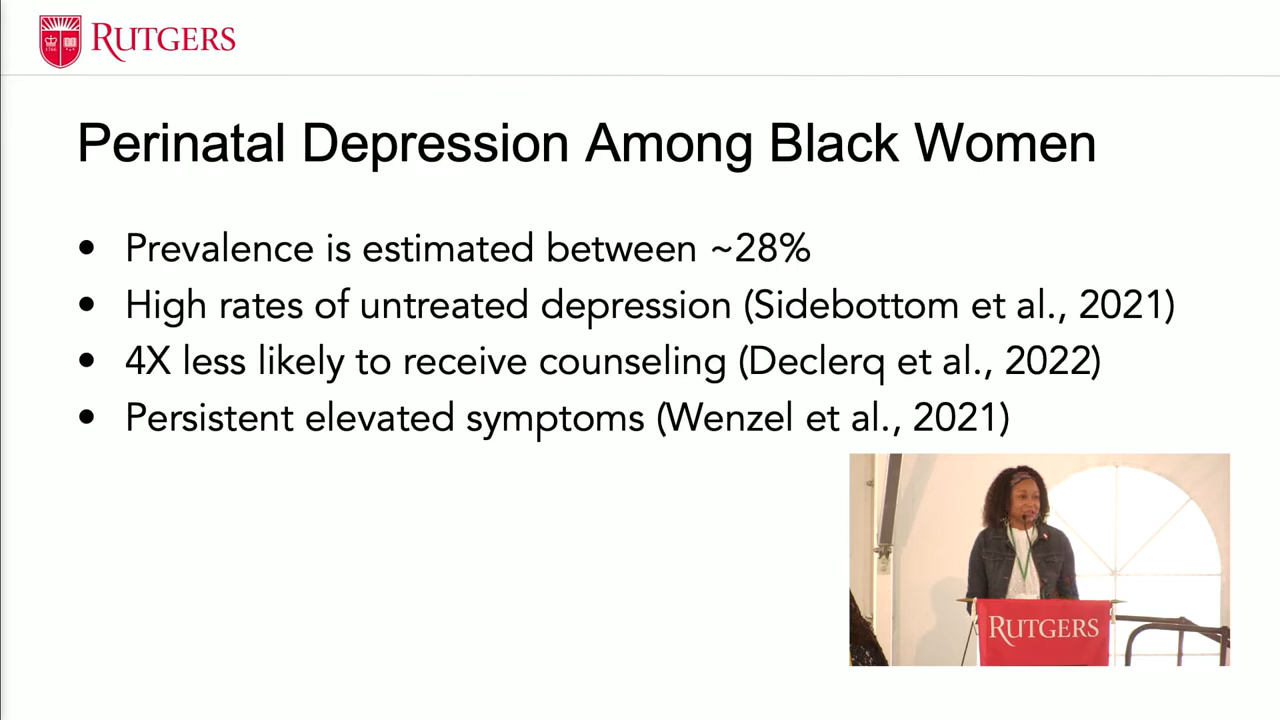 RUTGERS
Perinatal Depression Among Black Women
• Prevalence is estimated between ~28%
• High rates of untreated depression (Sidebottom et al., 2021)
• 4X less likely to receive counseling (Declerq et al., 2022)
• Persistent elevated symptoms (Wenzel et al., 2021)
RUTGERS